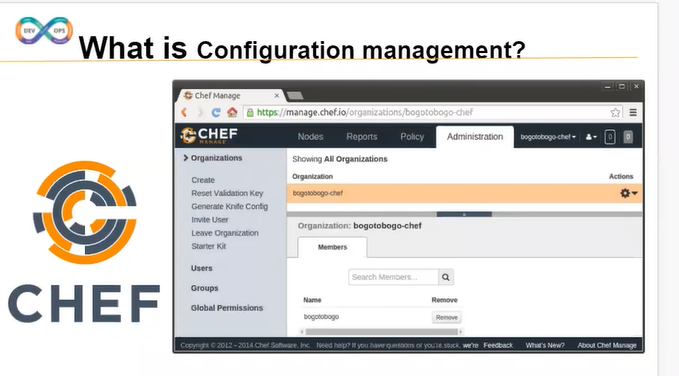 DEV OPS
What is Configuration management?
CHEF
Chef Manage
https://manage.chef.io/organizations/bogotobogo-chef
CHEF
MANAGE
Nodes Reports Policy Administration bogotobogo-chef 0 0
Organizations
Create
Reset Validation Key
Generate Knife Config
Invite User
Leave Organization
Starter Kit
Users
Groups
Global Permissions
Showing All Organizations
Organization Actions
bogotobogo-chef
Organization: bogotobogo-chef
Members
Search Members...
Name Remove
bogotobogo Remove
Copyright © 2012 – 2014 Chef Software, Inc. Need help? If you have questions or you're stuck, we're Feedback What's New? About Chef Manage